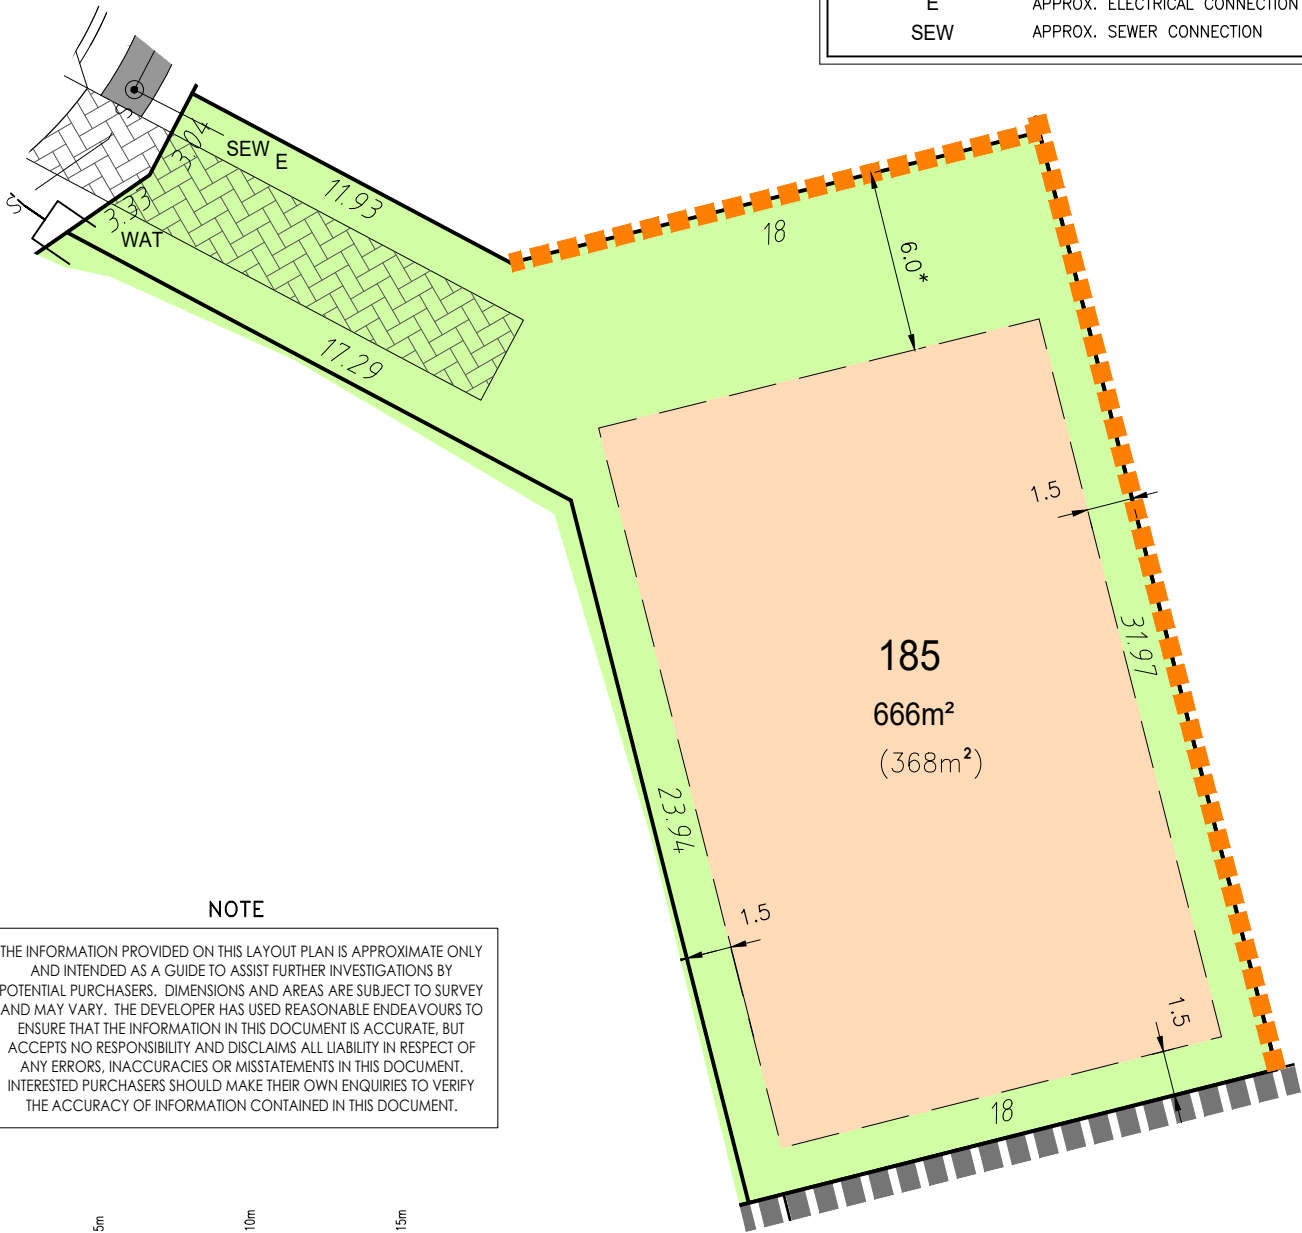 E APPROX. ELECTRICAL CONNECTION
SEW APPROX. SEWER CONNECTION
S
S
3.04
SEW E
11.93
3.33
WAT
17.29
18
6.0*
1.5
31.97
185
666m²
(368m²)
23.94
1.5
1.5
18
NOTE
THE INFORMATION PROVIDED ON THIS LAYOUT PLAN IS APPROXIMATE ONLY
AND INTENDED AS A GUIDE TO ASSIST FURTHER INVESTIGATIONS BY
POTENTIAL PURCHASERS. DIMENSIONS AND AREAS ARE SUBJECT TO SURVEY
AND MAY VARY. THE DEVELOPER HAS USED REASONABLE ENDEAVOURS TO
ENSURE THAT THE INFORMATION IN THIS DOCUMENT IS ACCURATE, BUT
ACCEPTS NO RESPONSIBILITY AND DISCLAIMS ALL LIABILITY IN RESPECT OF
ANY ERRORS, INACCURACIES OR MISSTATEMENTS IN THIS DOCUMENT.
INTERESTED PURCHASERS SHOULD MAKE THEIR OWN ENQUIRIES TO VERIFY
THE ACCURACY OF INFORMATION CONTAINED IN THIS DOCUMENT.
5m
10m
15m